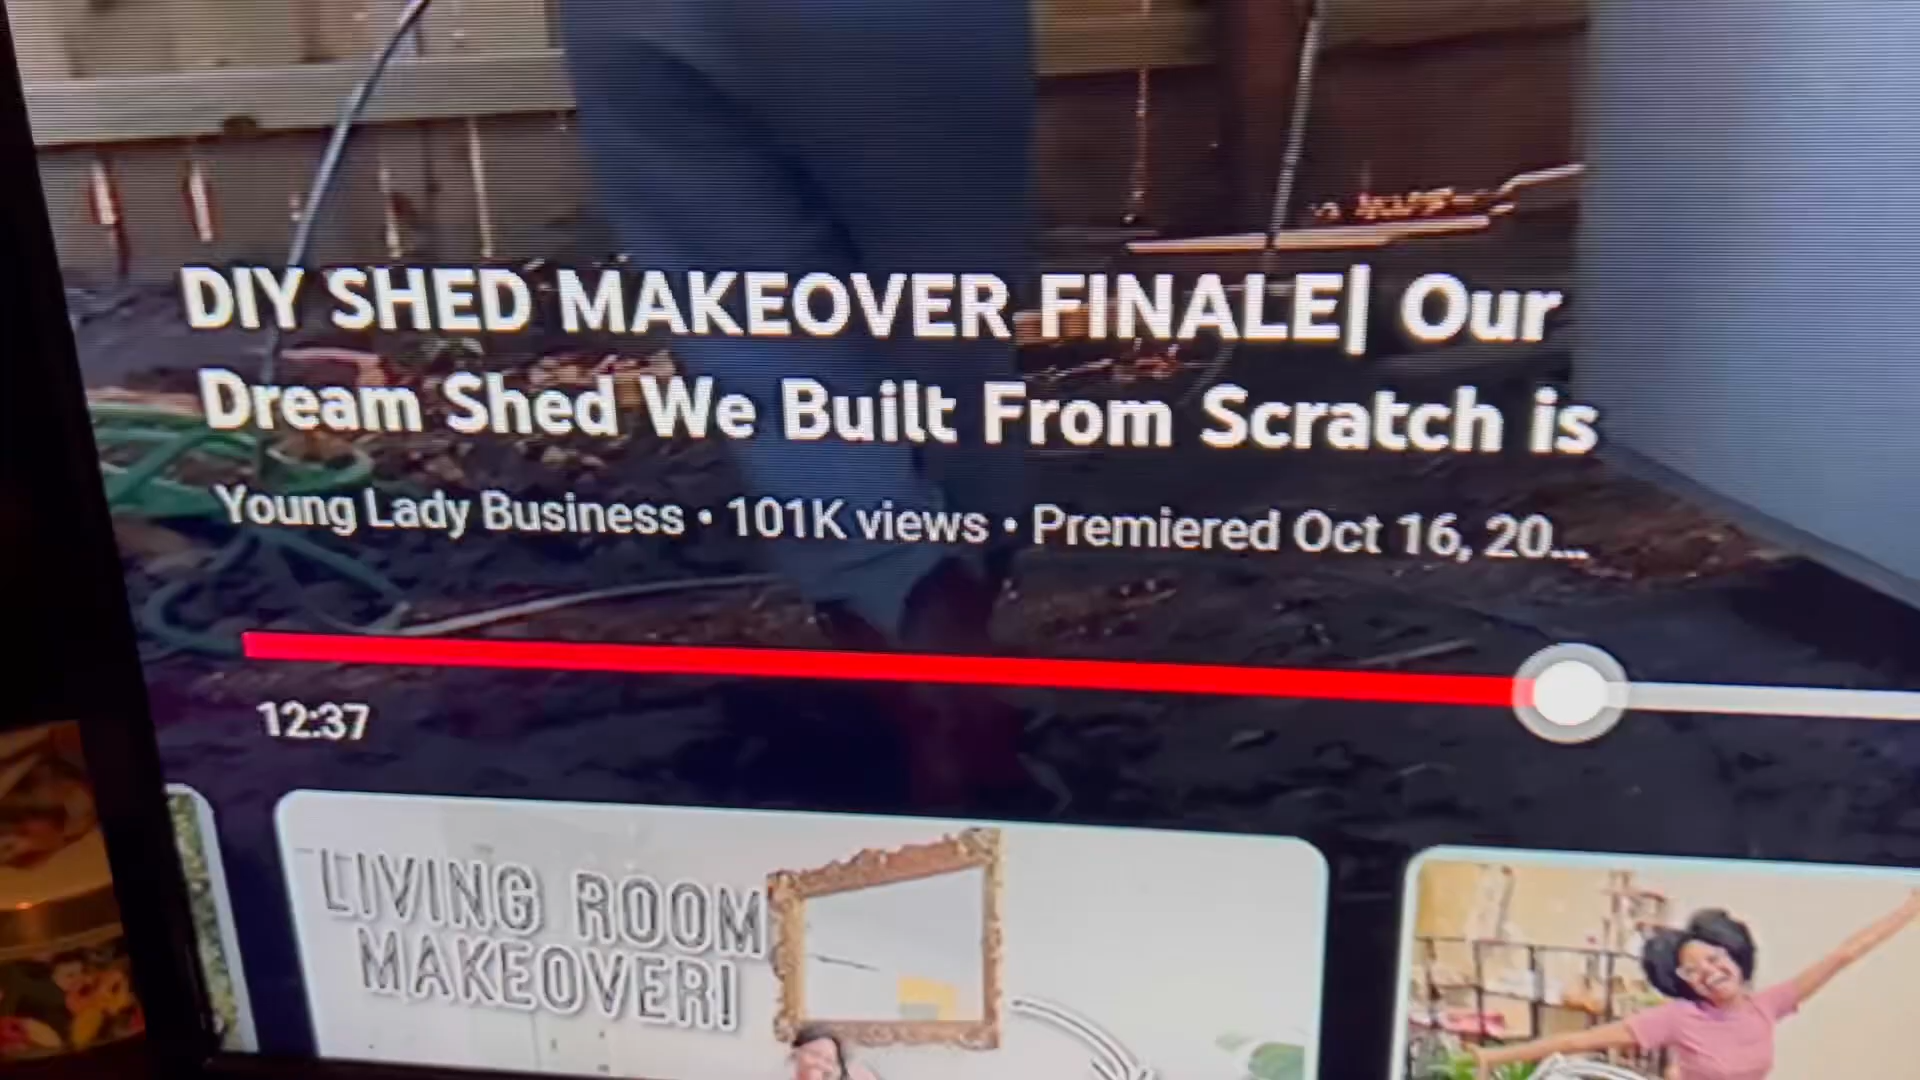 DIY SHED MAKEOVER FINALE| Our
Dream Shed We Built From Scratch is
Young Lady Business • 101K views • Premiered Oct 16, 20...
12:37
LIVING ROOM
MAKEOVER!